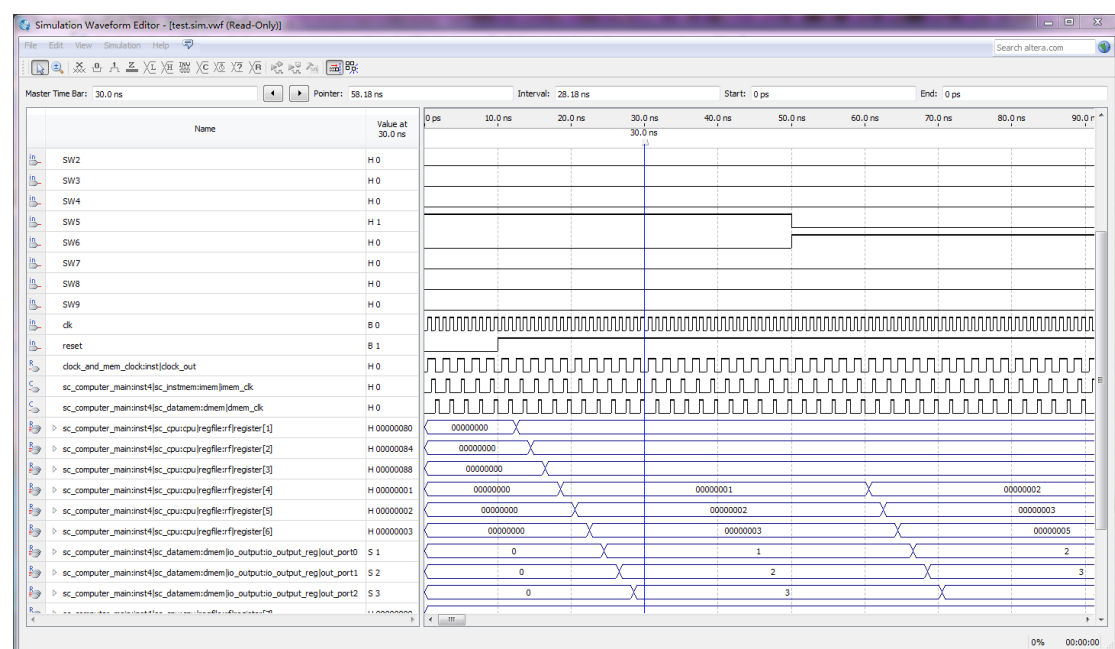 Simulation Waveform Editor - [test.sim.vwf (Read-Only)]
File Edit View Simulation Help
Search altera.com
Master Time Bar: 30.0 ns Pointer: 58.18 ns Interval: 28.18 ns Start: 0 ps End: 0 ps
Name Value at 30.0 ns
0 ps 10.0 ns 20.0 ns 30.0 ns 40.0 ns 50.0 ns 60.0 ns 70.0 ns 80.0 ns 90.0 n
30.0 ns
SW2 H 0
SW3 H 0
SW4 H 0
SW5 H 1
SW6 H 0
SW7 H 0
SW8 H 0
SW9 H 0
clk B 0
reset B 1
clock_and_mem_clock:inst|clock_out H 0
sc_computer_main:inst4|sc_instmem:imem|imem_clk H 0
sc_computer_main:inst4|sc_datamem:dmem|dmem_clk H 0
sc_computer_main:inst4|sc_cpu:cpu|regfile:rf|register[1] H 00000080 00000000
sc_computer_main:inst4|sc_cpu:cpu|regfile:rf|register[2] H 00000084 00000000
sc_computer_main:inst4|sc_cpu:cpu|regfile:rf|register[3] H 00000088 00000000
sc_computer_main:inst4|sc_cpu:cpu|regfile:rf|register[4] H 00000001 00000000 00000001 00000002
sc_computer_main:inst4|sc_cpu:cpu|regfile:rf|register[5] H 00000002 00000000 00000002 00000003
sc_computer_main:inst4|sc_cpu:cpu|regfile:rf|register[6] H 00000003 00000000 00000003 00000005
sc_computer_main:inst4|sc_datamem:dmem|io_output:io_output_reg|out_port0 S 1 0 1 2
sc_computer_main:inst4|sc_datamem:dmem|io_output:io_output_reg|out_port1 S 2 0 2 3
sc_computer_main:inst4|sc_datamem:dmem|io_output:io_output_reg|out_port2 S 3 0 3
0% 00:00:00